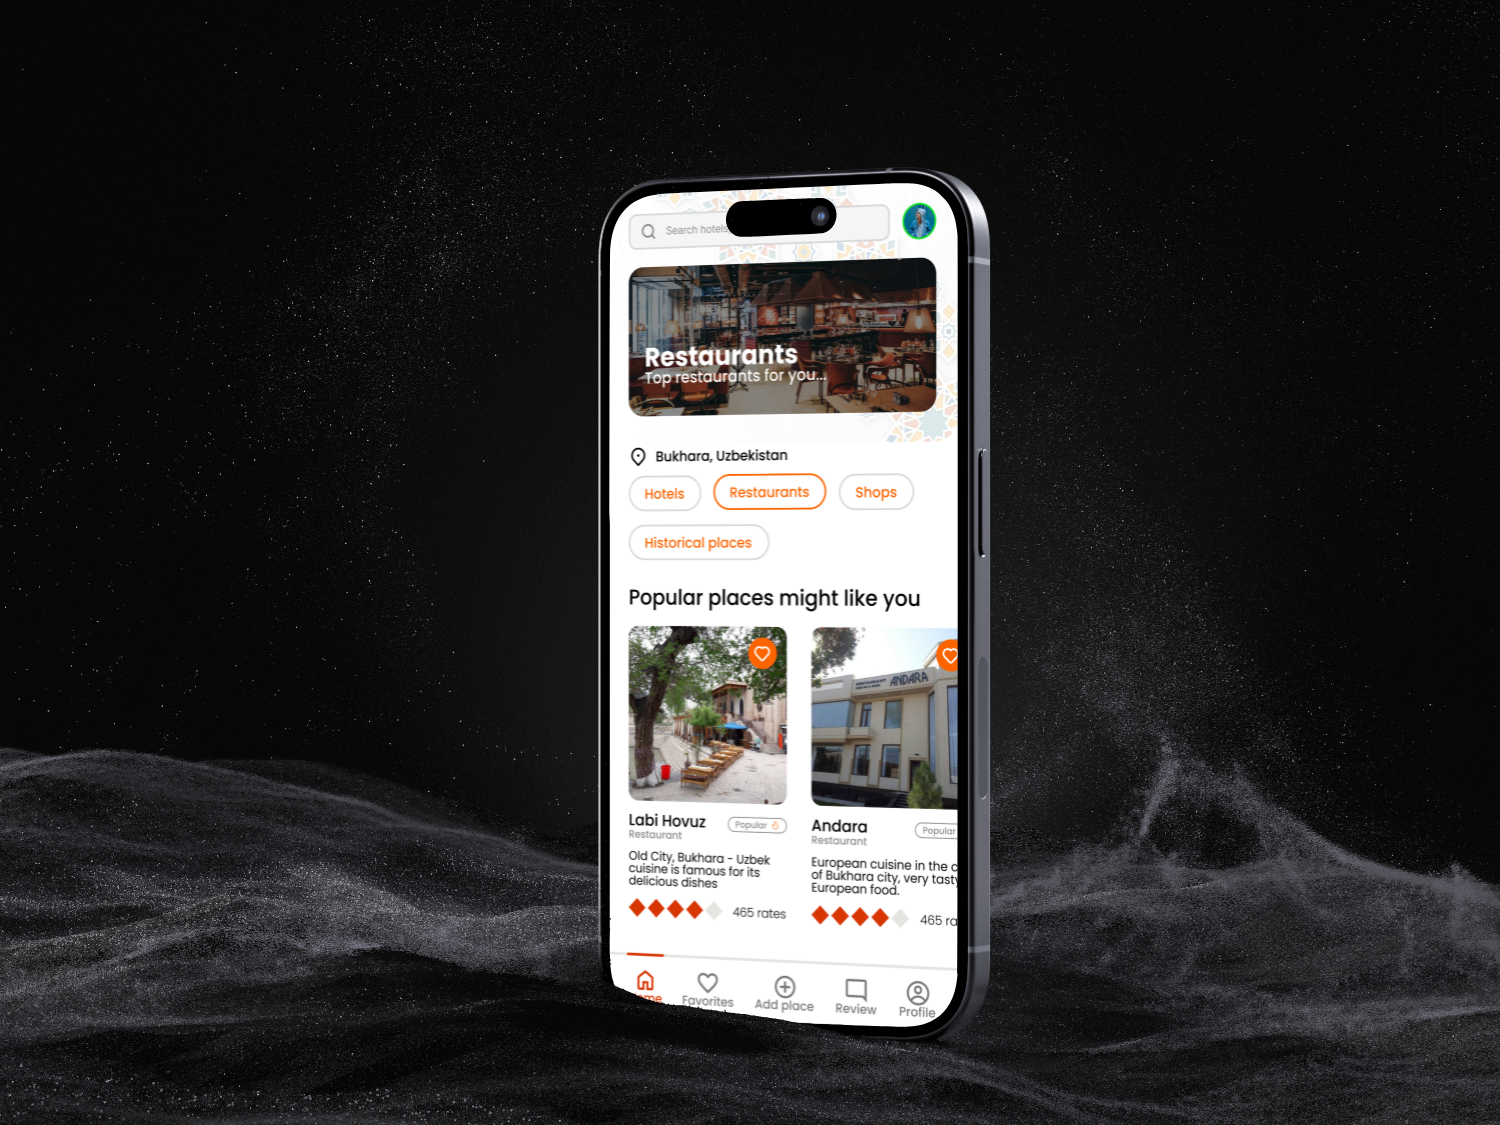 Search hotels
Restaurants
Top restaurants for you...
Bukhara, Uzbekistan
Hotels
Restaurants
Shops
Historical places
Popular places might like you
ANDARA
Labi Hovuz
Popular
Restaurant
Old City, Bukhara - Uzbek
cuisine is famous for its
delicious dishes
465 rates
Andara
Popular
Restaurant
European cuisine in the c
of Bukhara city, very tasty
European food.
465 ra
ome
Favorites
Add place
Review
Profile